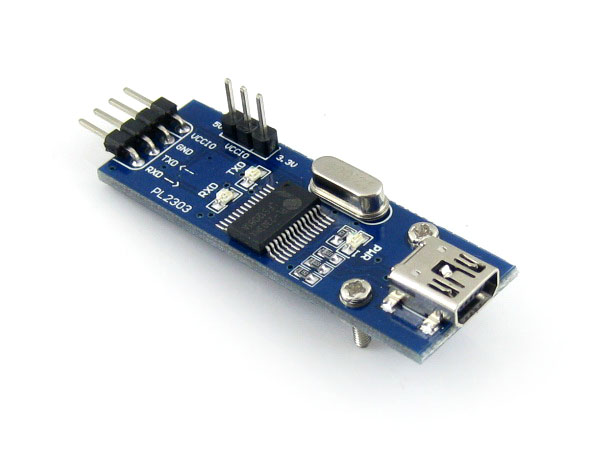 VCCIO
GND
TXD <--
RXD -->
PL2303
5V
VCCIO
3.3V
TXD
RXD
PWR